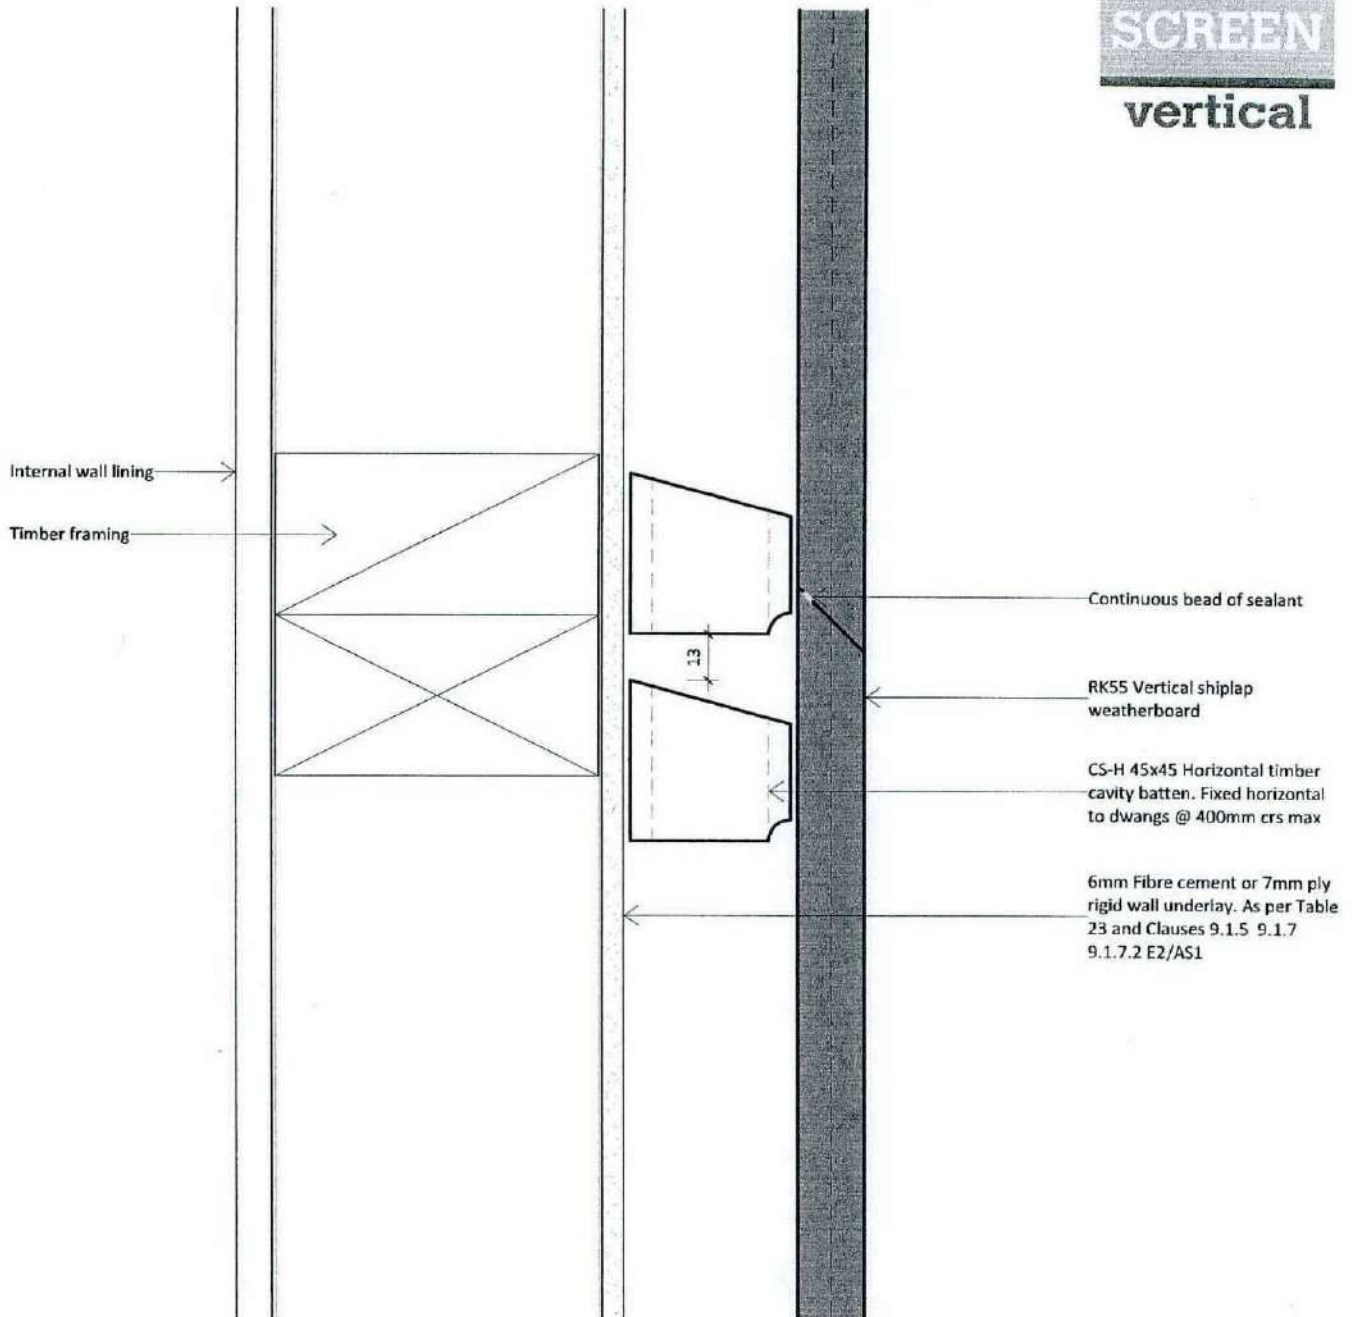 SCREEN
vertical
Internal wall lining
Timber framing
13
Continuous bead of sealant
RK55 Vertical shiplap
weatherboard
CS-H 45x45 Horizontal timber
cavity batten. Fixed horizontal
to dwangs @ 400mm crs max
6mm Fibre cement or 7mm ply
rigid wall underlay. As per Table
23 and Clauses 9.1.5 9.1.7
9.1.7.2 E2/AS1